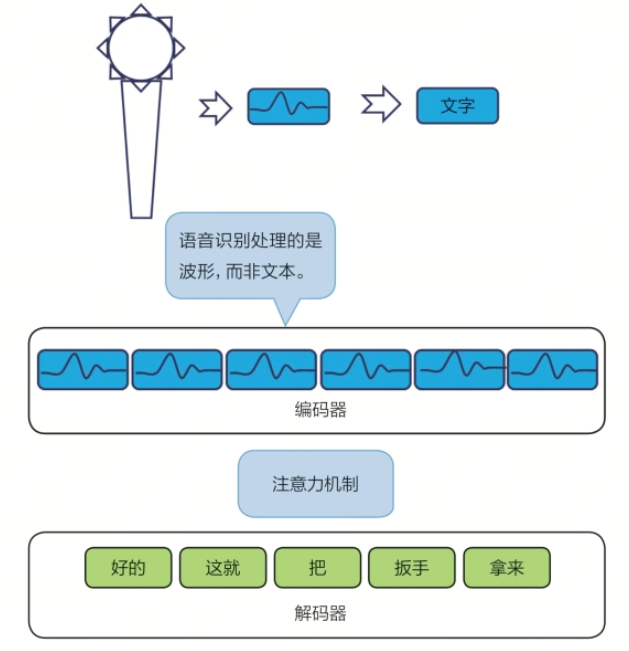 文字
语音识别处理的是
波形，而非文本。
编码器
注意力机制
好的 这就 把 扳手 拿来
解码器